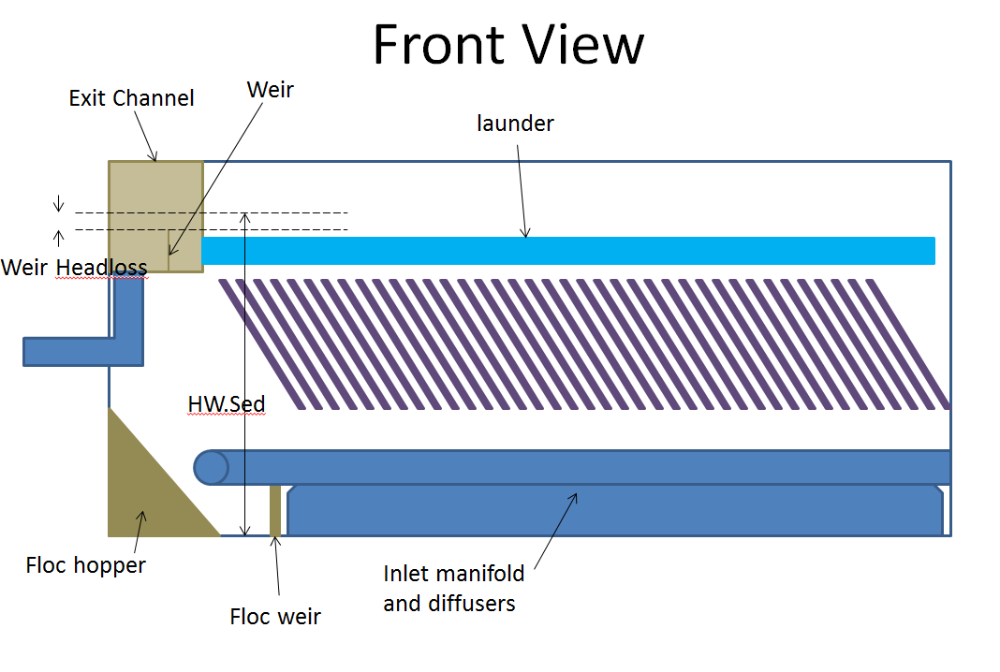 Front View
Exit Channel
Weir
launder
Weir Headloss
HW.Sed
Floc hopper
Inlet manifold
and diffusers
Floc weir